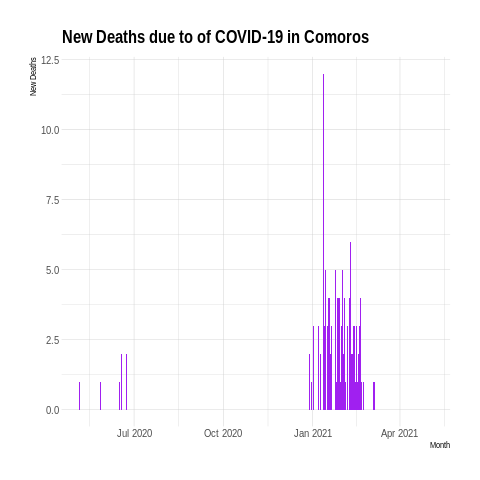 New Deaths due to of COVID-19 in Comoros
New Deaths
12.5
10.0
7.5
5.0
2.5
0.0
Jul 2020 Oct 2020 Jan 2021 Apr 2021
Month